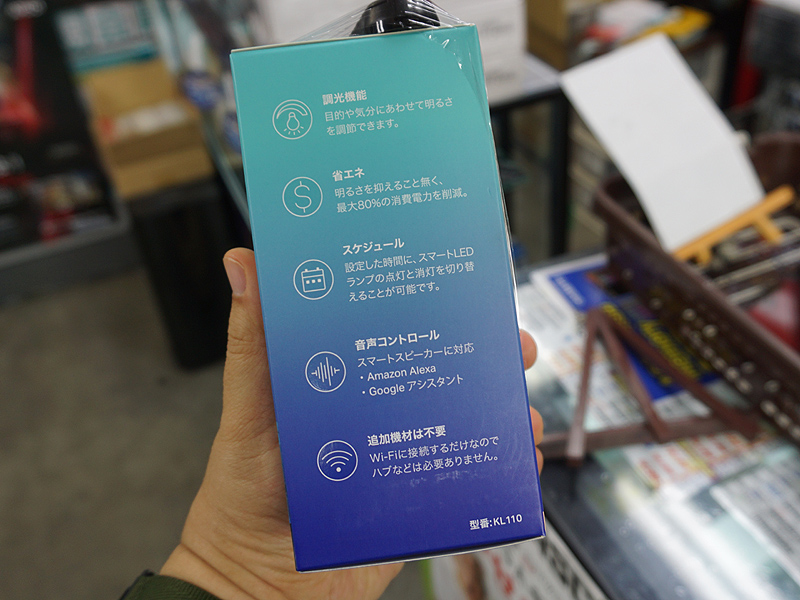 調光機能
目的や気分にあわせて明るさ
を調節できます。
省エネ
明るさを抑えること無く、
最大80%の消費電力を削減。
スケジュール
設定した時間に、スマートLED
ランプの点灯と消灯を切り替
えることが可能です。
音声コントロール
スマートスピーカーに対応
・Amazon Alexa
・Google アシスタント
追加機材は不要
Wi-Fiに接続するだけなので
ハブなどは必要ありません。
型番:KL110